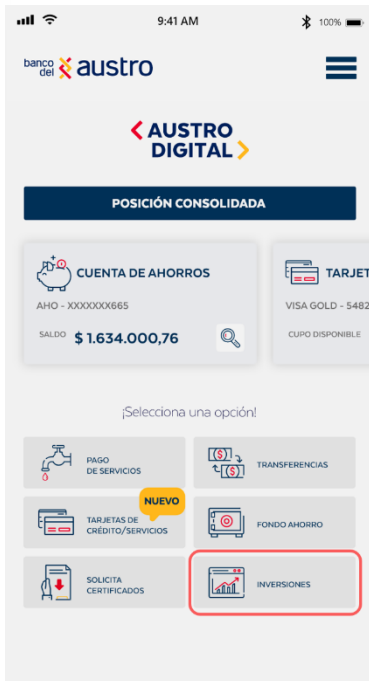 9:41 AM
100%
banco del austro
AUSTRO
DIGITAL
POSICIÓN CONSOLIDADA
CUENTA DE AHORROS
AHO - XXXXXXX665
SALDO $ 1.634.000,76
TARJET
VISA GOLD - 5482
CUPO DISPONIBLE
¡Selecciona una opción!
PAGO
DE SERVICIOS
TRANSFERENCIAS
NUEVO
TARJETAS DE
CRÉDITO/SERVICIOS
FONDO AHORRO
SOLICITA
CERTIFICADOS
INVERSIONES